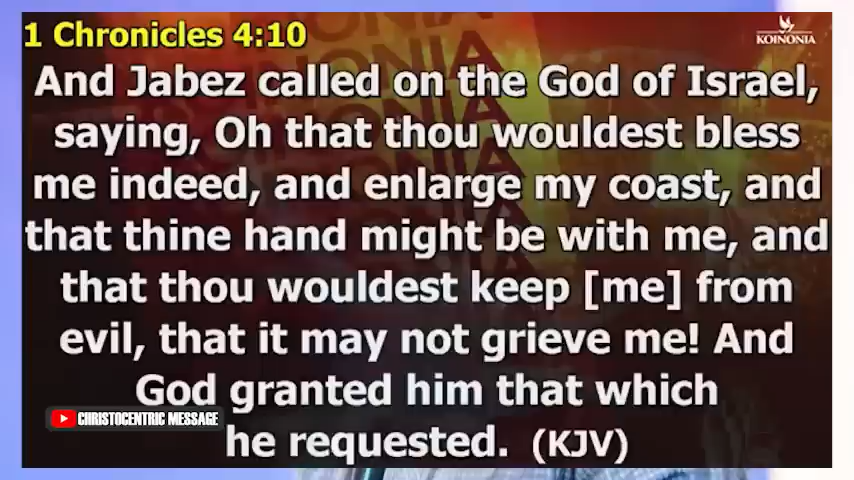 1 Chronicles 4:10
KOINONIA
And Jabez called on the God of Israel,
saying, Oh that thou wouldest bless
me indeed, and enlarge my coast, and
that thine hand might be with me, and
that thou wouldest keep [me] from
evil, that it may not grieve me! And
God granted him that which
CHRISTOCENTRIC MESSAGE
he requested. (KJV)